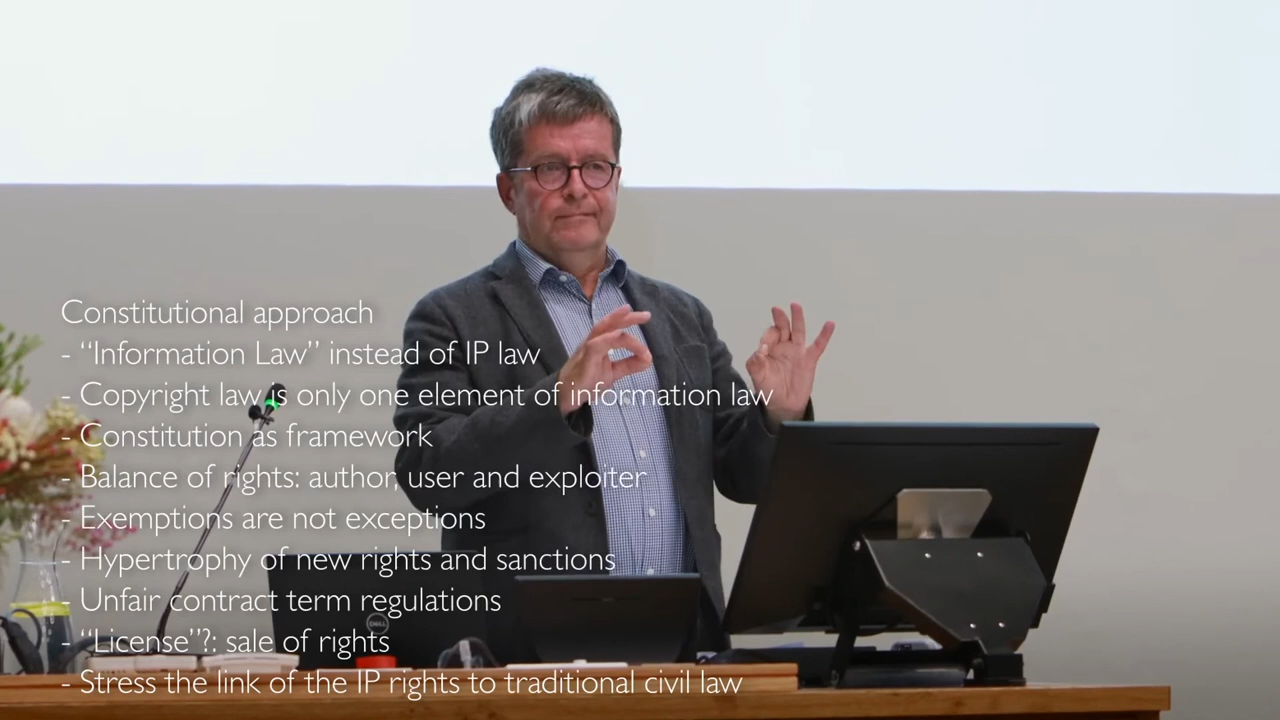 Constitutional approach
- “Information Law” instead of IP law
- Copyright law is only one element of information law
- Constitution as framework
- Balance of rights: author, user and exploiter
- Exemptions are not exceptions
- Hypertrophy of new rights and sanctions
- Unfair contract term regulations
- “License”?: sale of rights
- Stress the link of the IP rights to traditional civil law
DELL